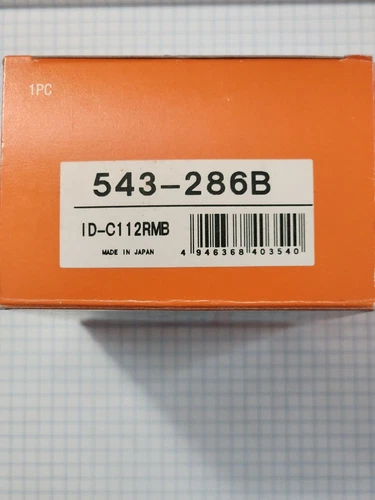 1PC
543-286B
ID-C112RMB
MADE IN JAPAN
4 946368 403540